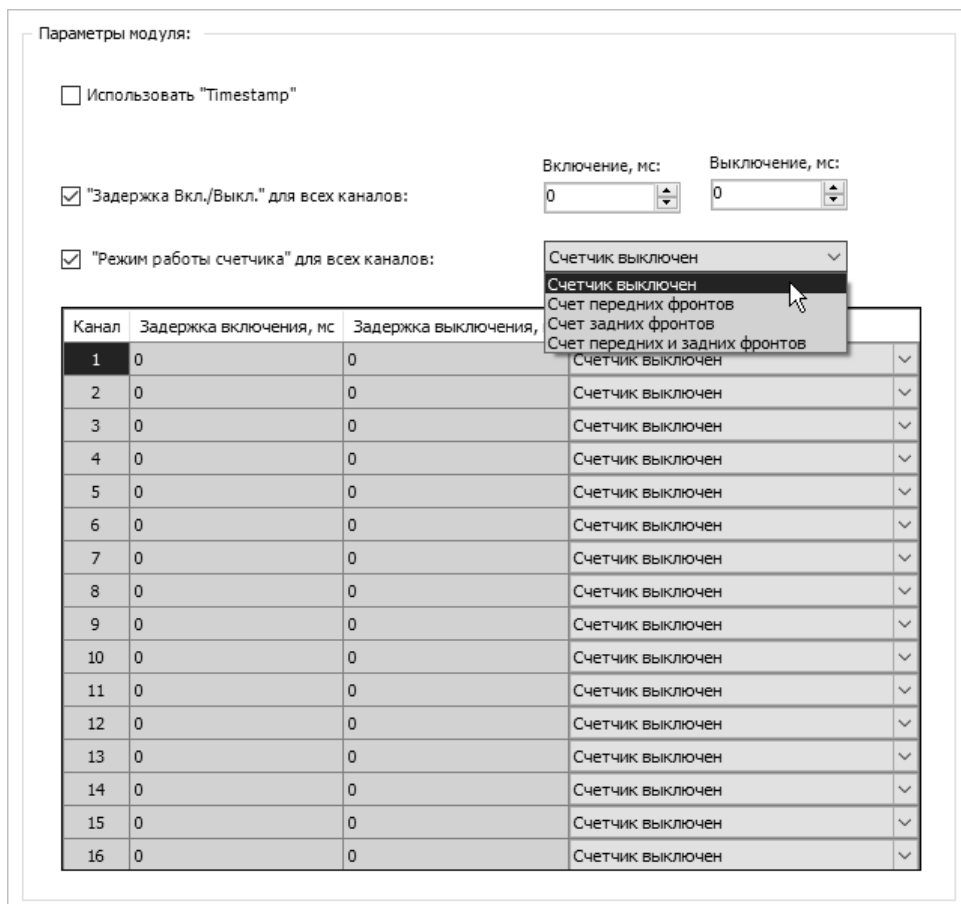 Параметры модуля:
Использовать "Timestamp"
Включение, мс: Выключение, мс:
"Задержка Вкл./Выкл." для всех каналов: 0 0
"Режим работы счетчика" для всех каналов: Счетчик выключен
Счетчик выключен
Счет передних фронтов
Счет задних фронтов
Счет передних и задних фронтов
Канал Задержка включения, мс Задержка выключения,
1 0 0 Счетчик выключен
2 0 0 Счетчик выключен
3 0 0 Счетчик выключен
4 0 0 Счетчик выключен
5 0 0 Счетчик выключен
6 0 0 Счетчик выключен
7 0 0 Счетчик выключен
8 0 0 Счетчик выключен
9 0 0 Счетчик выключен
10 0 0 Счетчик выключен
11 0 0 Счетчик выключен
12 0 0 Счетчик выключен
13 0 0 Счетчик выключен
14 0 0 Счетчик выключен
15 0 0 Счетчик выключен
16 0 0 Счетчик выключен